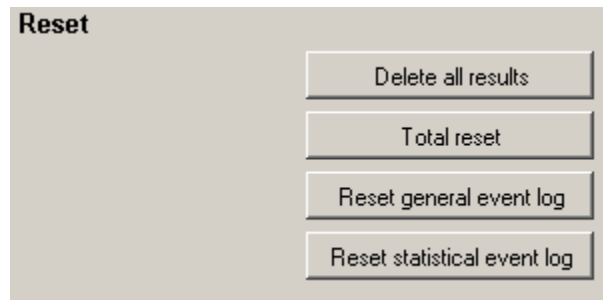 Reset
Delete all results
Total reset
Reset general event log
Reset statistical event log